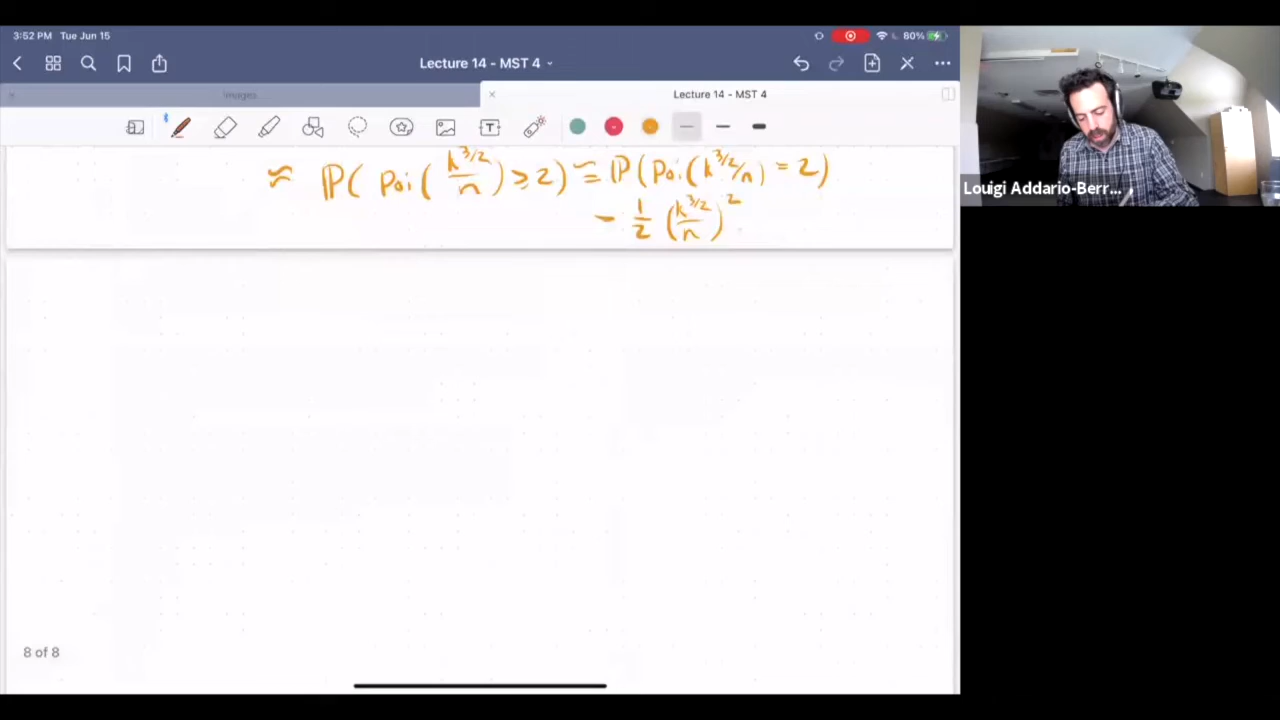 3:52 PM Tue Jun 15
80%
Lecture 14 - MST 4
Images
Lecture 14 - MST 4
≈ ℙ( Poi( k^{3/2}/n ) ≥ 2) ≈ ℙ( Poi( k^{3/2}/n ) = 2)
~ 1/2 ( k^{3/2}/n )^2
8 of 8
Louigi Addario-Berr...